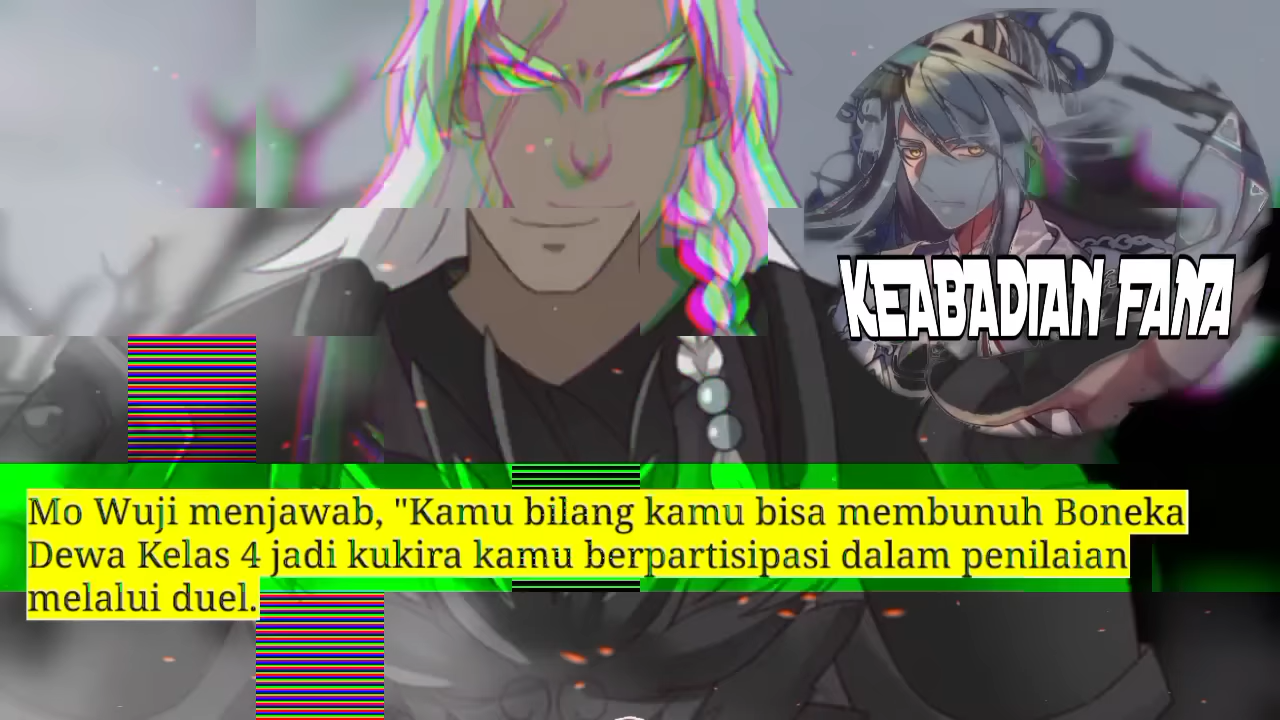 KEABADIAN FANA
Mo Wuji menjawab, "Kamu bilang kamu bisa membunuh Boneka
Dewa Kelas 4 jadi kukira kamu berpartisipasi dalam penilaian
melalui duel.